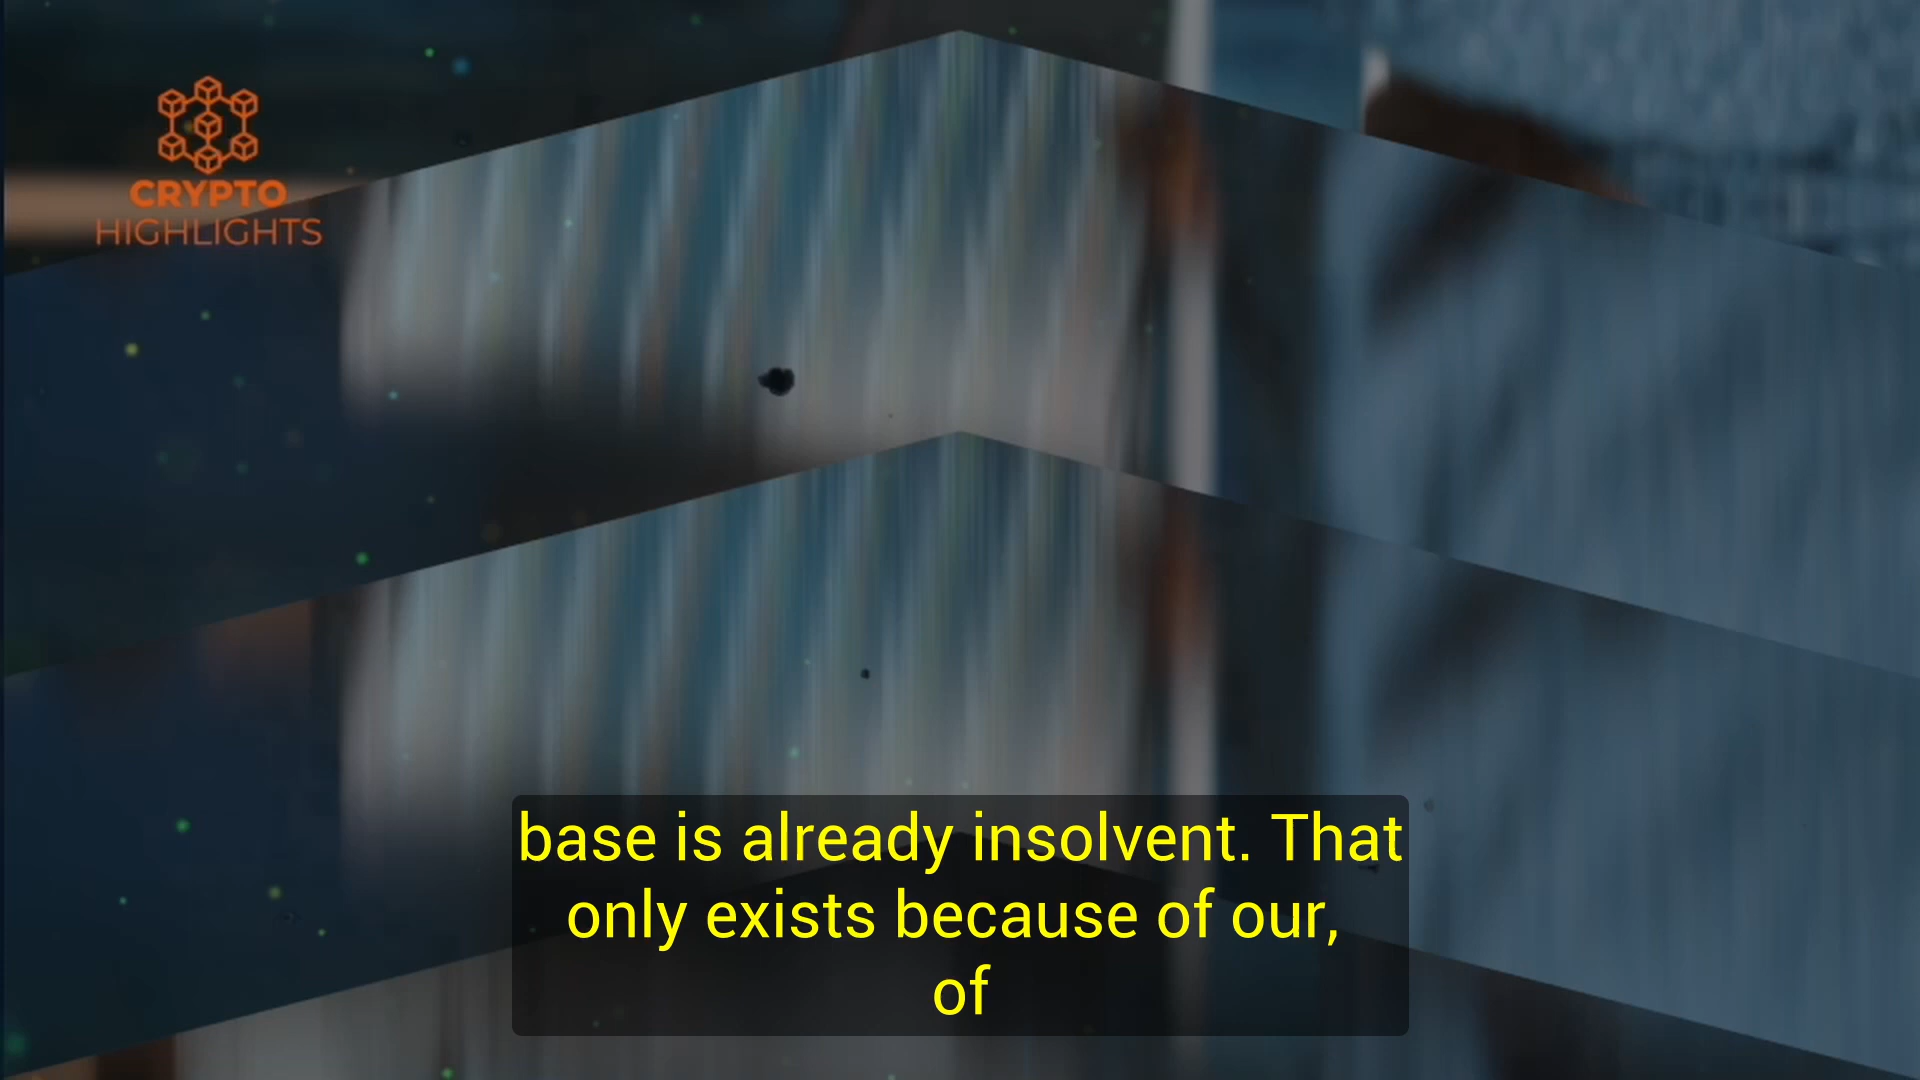 CRYPTO
HIGHLIGHTS
base is already insolvent. That
only exists because of our,
of